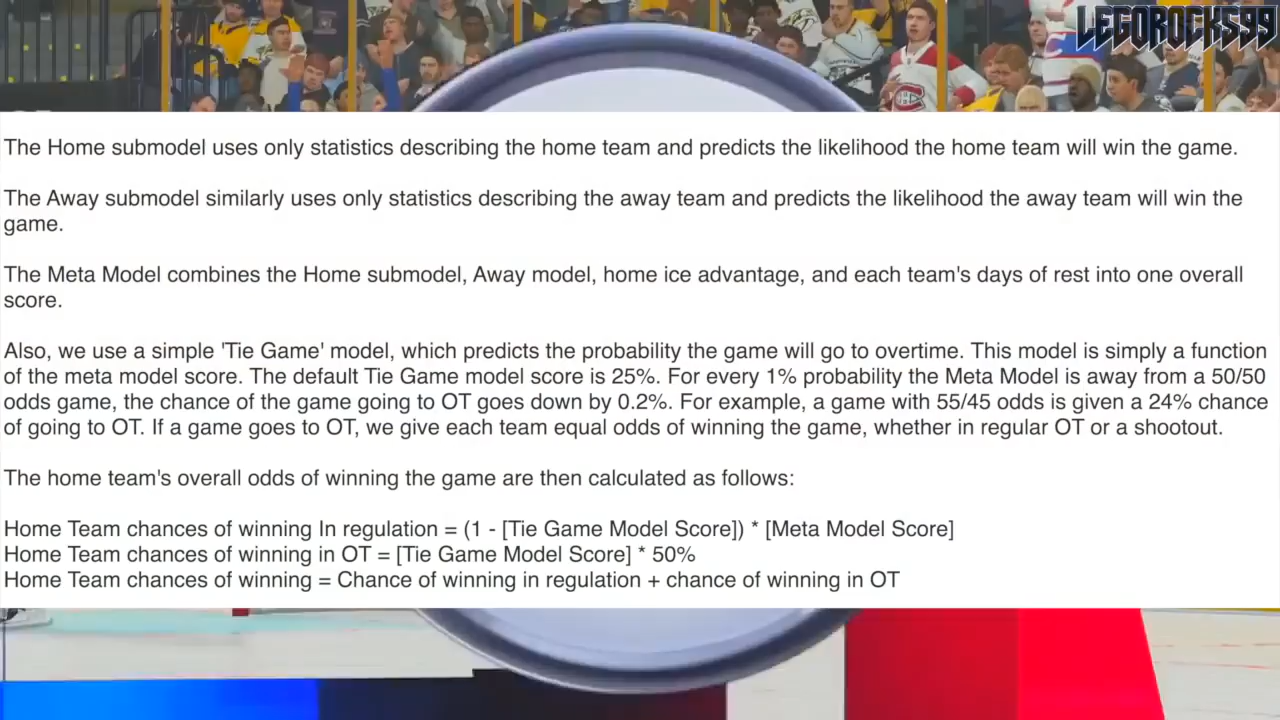 LEGOROCKS99
The Home submodel uses only statistics describing the home team and predicts the likelihood the home team will win the game.
The Away submodel similarly uses only statistics describing the away team and predicts the likelihood the away team will win the
game.
The Meta Model combines the Home submodel, Away model, home ice advantage, and each team's days of rest into one overall
score.
Also, we use a simple 'Tie Game' model, which predicts the probability the game will go to overtime. This model is simply a function
of the meta model score. The default Tie Game model score is 25%. For every 1% probability the Meta Model is away from a 50/50
odds game, the chance of the game going to OT goes down by 0.2%. For example, a game with 55/45 odds is given a 24% chance
of going to OT. If a game goes to OT, we give each team equal odds of winning the game, whether in regular OT or a shootout.
The home team's overall odds of winning the game are then calculated as follows:
Home Team chances of winning In regulation = (1 - [Tie Game Model Score]) * [Meta Model Score]
Home Team chances of winning in OT = [Tie Game Model Score] * 50%
Home Team chances of winning = Chance of winning in regulation + chance of winning in OT